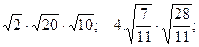 √2 · √20 · √10; 4.√(7/11) · √(28/11);